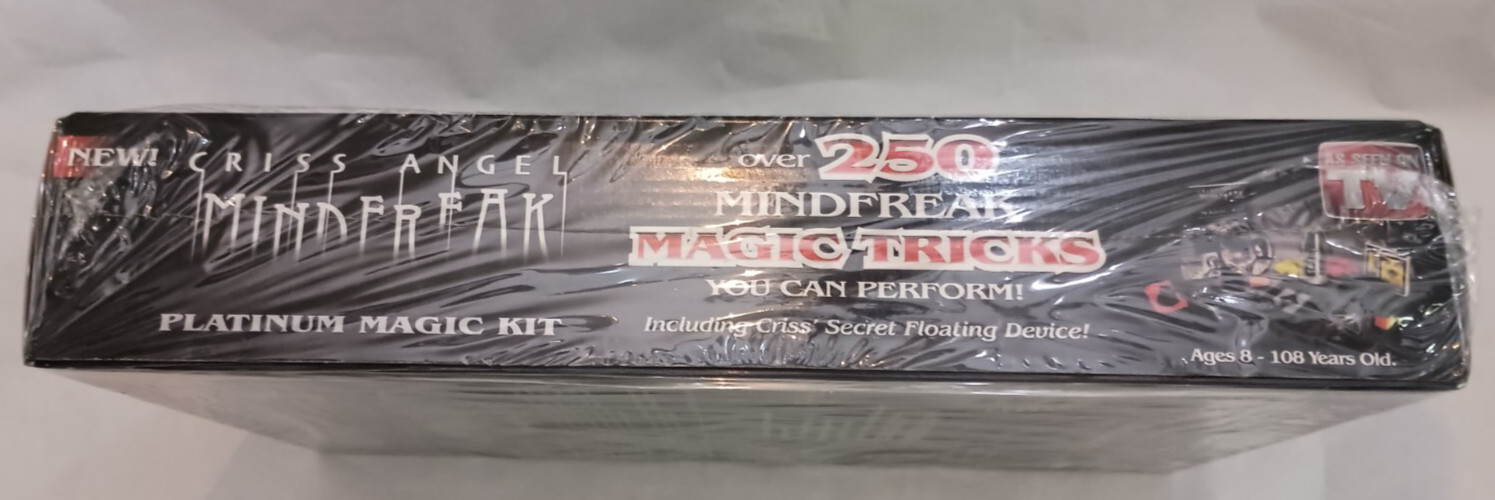 NEW!
CRISS ANGEL
MINDFREAK
PLATINUM MAGIC KIT
over 250
MINDFREAK
MAGIC TRICKS
YOU CAN PERFORM!
Including Criss' Secret Floating Device!
AS SEEN ON
TV
Ages 8 - 108 Years Old.